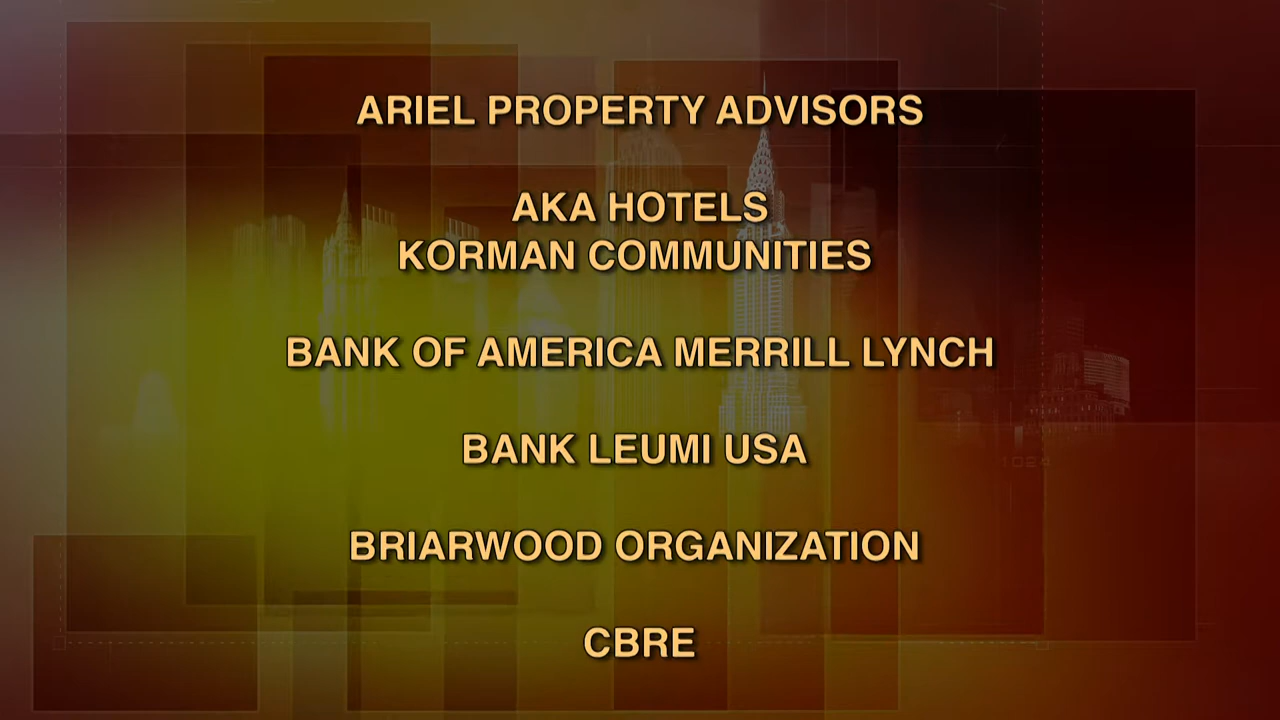 ARIEL PROPERTY ADVISORS
AKA HOTELS
KORMAN COMMUNITIES
BANK OF AMERICA MERRILL LYNCH
BANK LEUMI USA
BRIARWOOD ORGANIZATION
CBRE